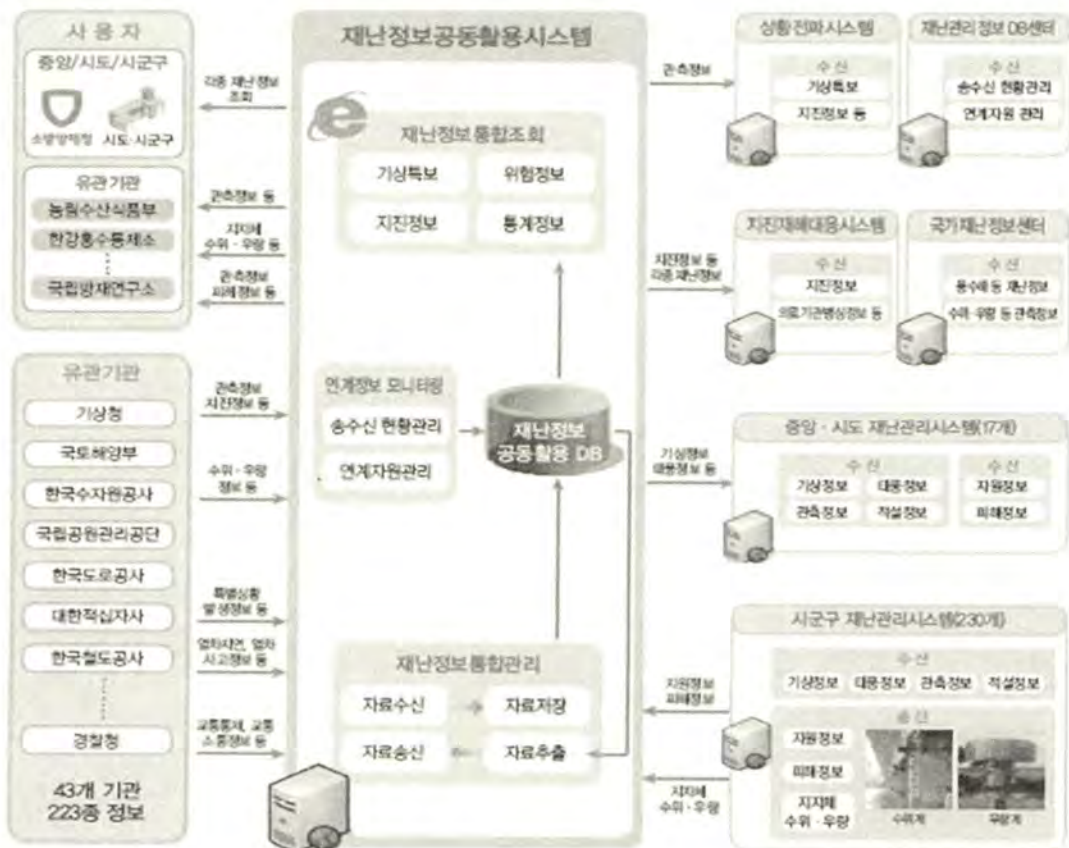 사용자
중앙/시도/시군구
소방방재청
시도·시군구
유관기관
농림수산식품부
한강홍수통제소
국립방재연구소
유관기관
기상청
국토해양부
한국수자원공사
국립공원관리공단
한국도로공사
대한적십자사
한국철도공사
경찰청
43개 기관
223종 정보
각종 재난정보
조회
관측정보 등
지자체
수위·우량 등
관측정보
피해정보 등
관측정보
지진정보 등
수위·우량
정보 등
특별상황
발생정보 등
열차지연, 열차
사고정보 등
교통통제, 교통
소통정보 등
재난정보공동활용시스템
재난정보통합조회
기상특보
위험정보
지진정보
통계정보
연계정보 모니터링
송수신 현황관리
연계자원관리
재난정보
공동활용 DB
재난정보통합관리
자료수신
자료저장
자료송신
자료추출
관측정보
지진정보 등
각종 재난정보
기상정보
태풍정보 등
자원정보
피해정보
지자체
수위·우량
상황전파시스템
수신
기상특보
지진정보 등
재난관리정보 DB센터
수신
송수신 현황관리
연계자원 관리
지진재해대응시스템
수신
지진정보
의료기관병상정보 등
국가재난정보센터
수신
풍수해 등 재난정보
수위·우량 등 관측정보
중앙·시도 재난관리시스템(17개)
수신
기상정보
태풍정보
관측정보
적설정보
수신
자원정보
피해정보
시군구 재난관리시스템(230개)
수신
기상정보
태풍정보
관측정보
적설정보
송신
자원정보
피해정보
지자체
수위·우량
수위계
우량계